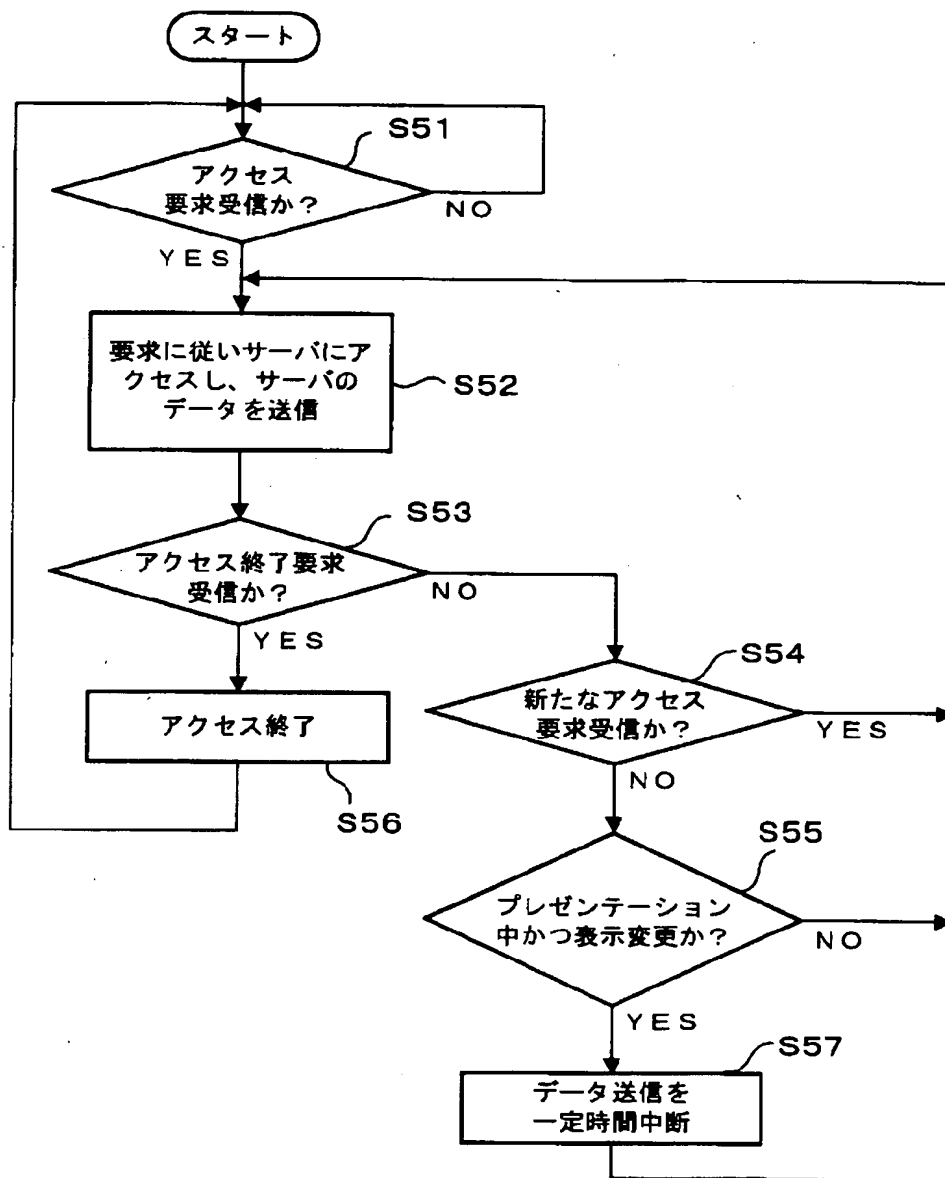 スタート
S51
アクセス
要求受信か？
NO
YES
要求に従いサーバにア
クセスし、サーバの
データを送信
S52
S53
アクセス終了要求
受信か？
NO
YES
S54
新たなアクセス
要求受信か？
YES
アクセス終了
NO
S56
S55
プレゼンテーション
中かつ表示変更か？
NO
YES
S57
データ送信を
一定時間中断